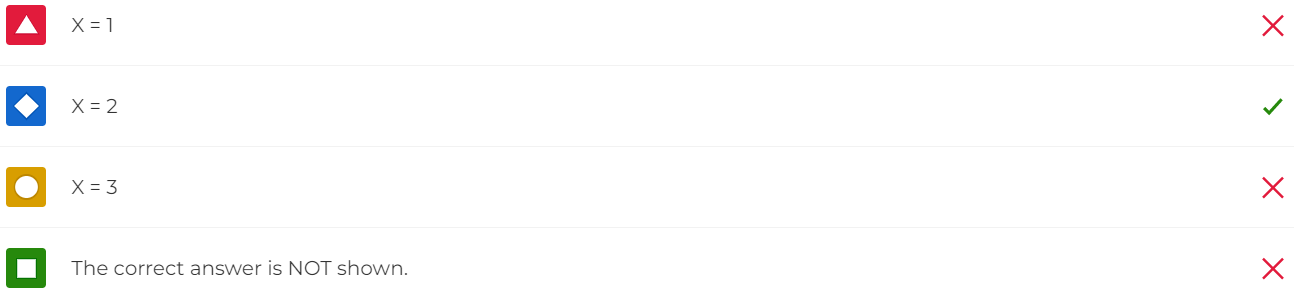 X = 1
X = 2
X = 3
The correct answer is NOT shown.